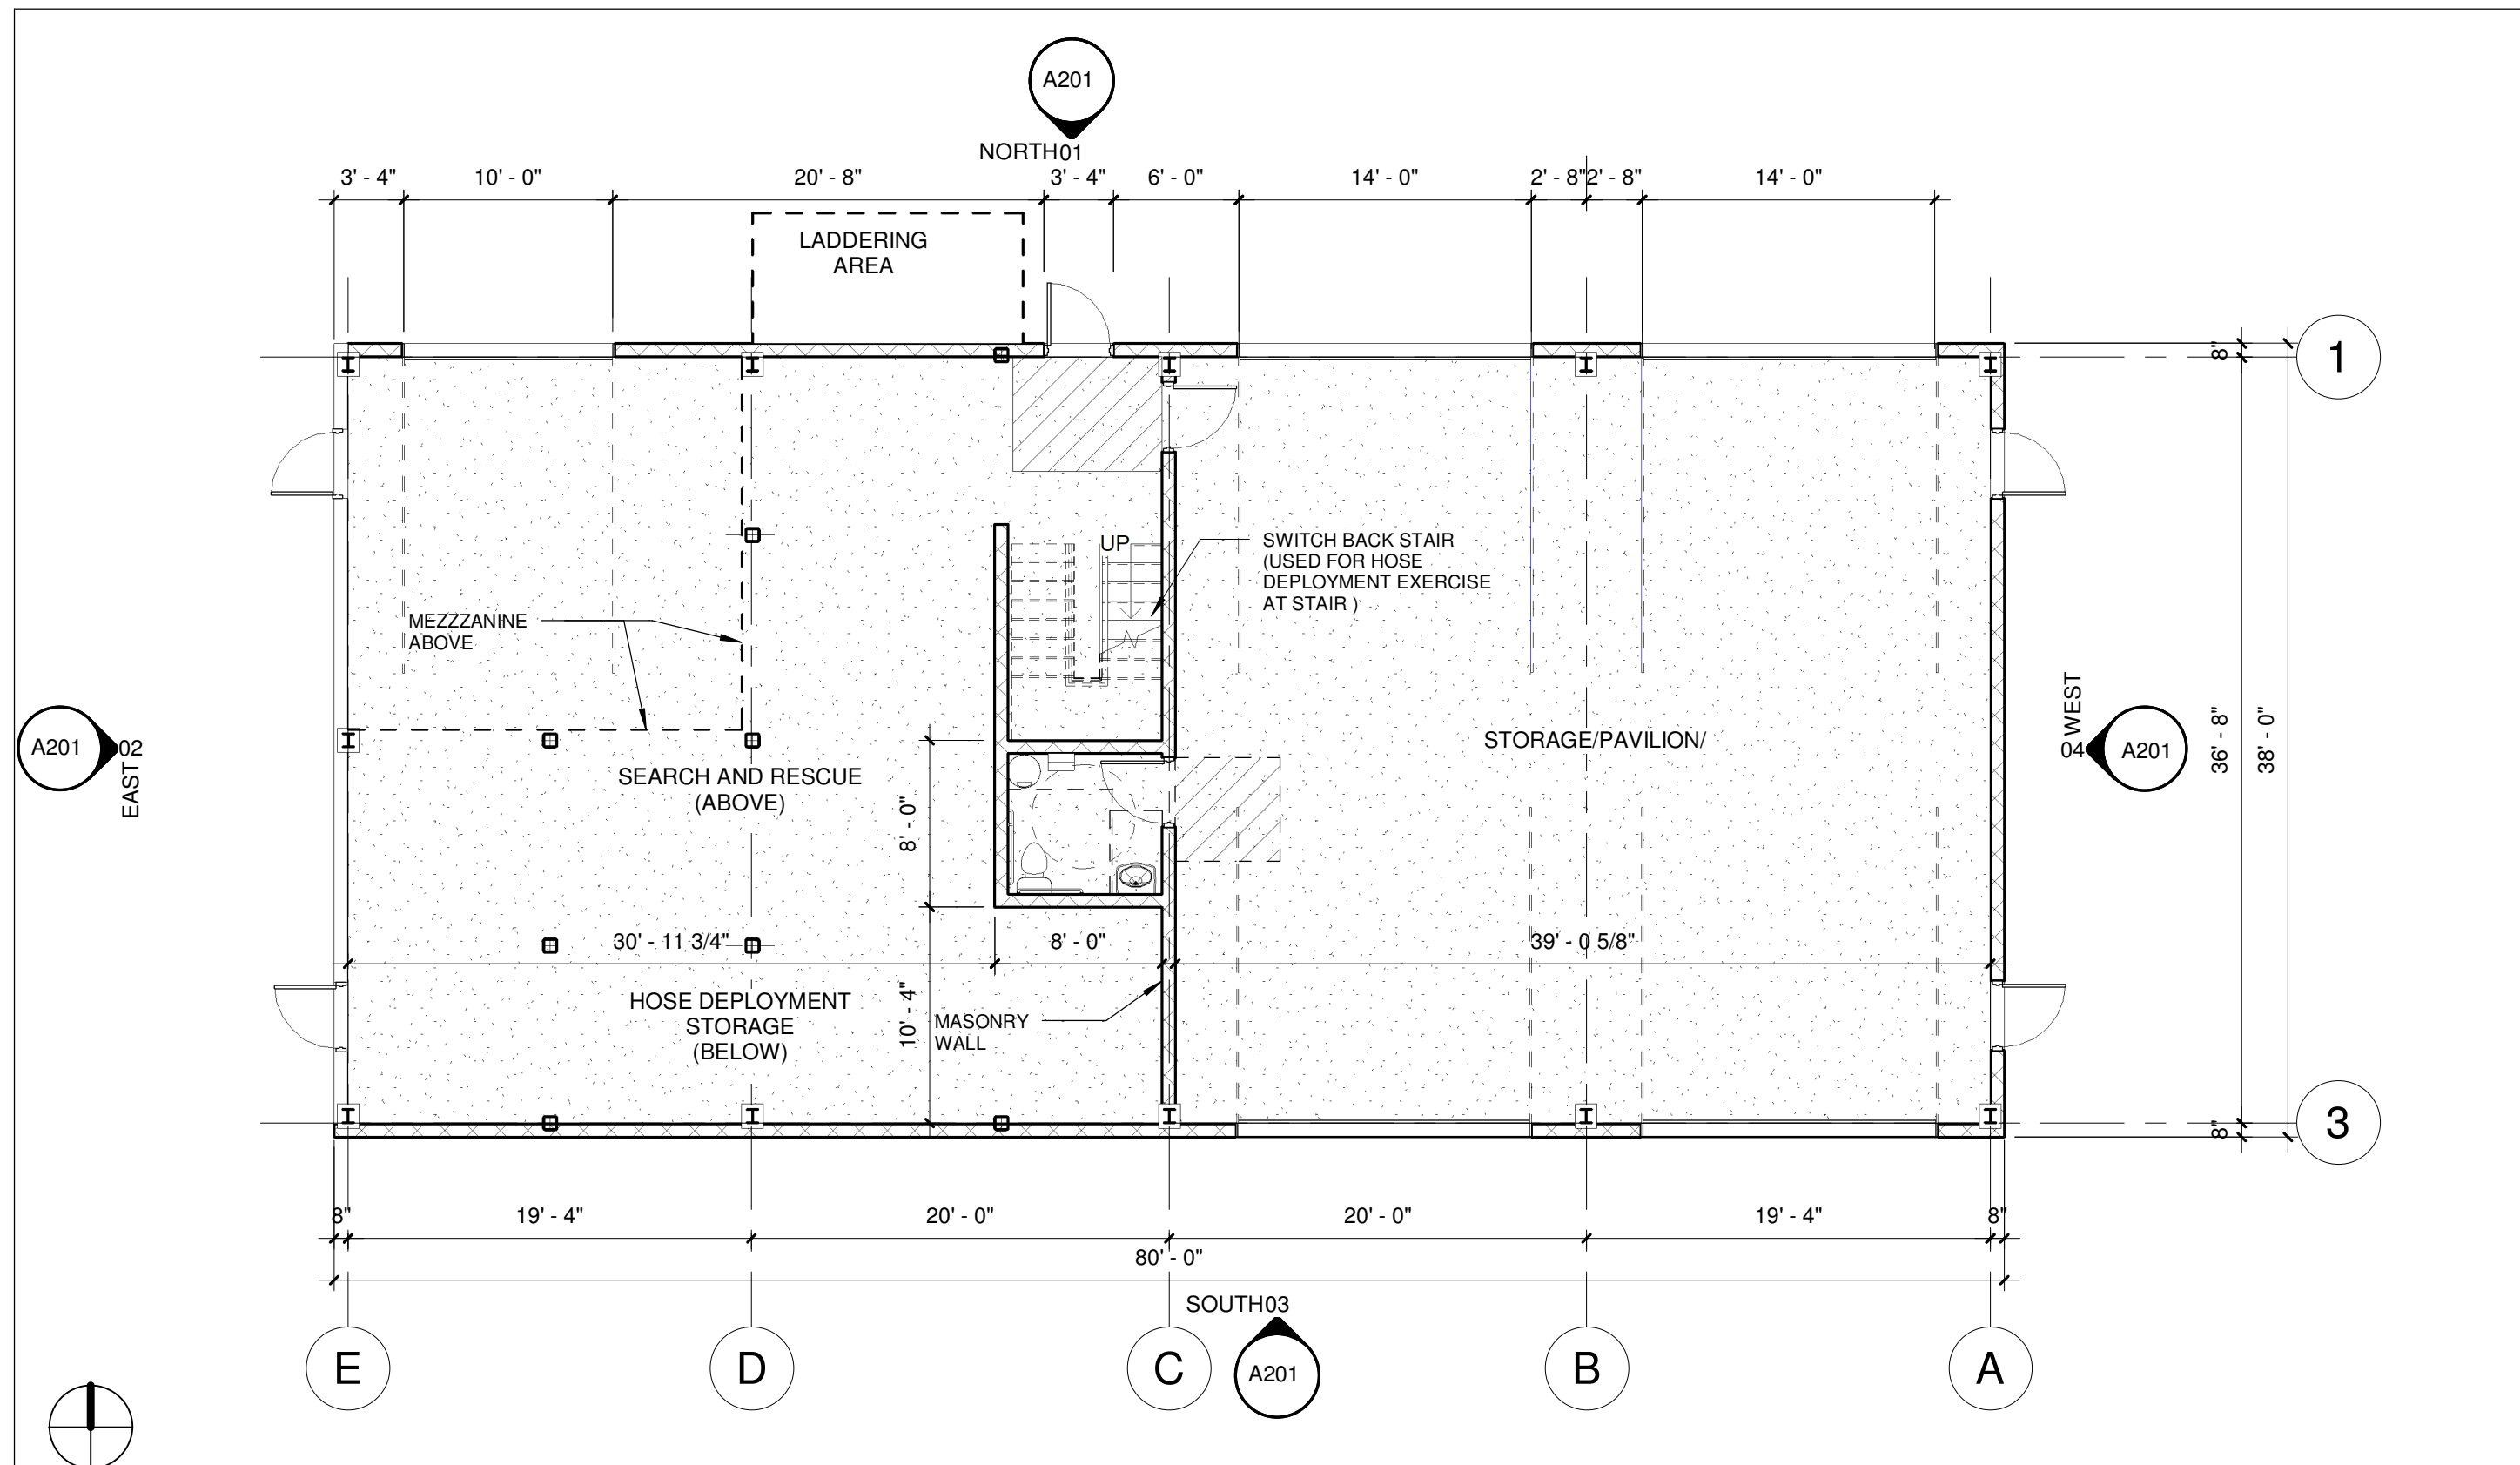 A201
NORTH01
3' - 4"
10' - 0"
20' - 8"
3' - 4"
6' - 0"
14' - 0"
2' - 8"
2' - 8"
14' - 0"
LADDERING
AREA
8"
1
UP
SWITCH BACK STAIR
(USED FOR HOSE
DEPLOYMENT EXERCISE
AT STAIR )
MEZZZANINE
ABOVE
A201
02
EAST
SEARCH AND RESCUE
(ABOVE)
8' - 0"
STORAGE/PAVILION/
WEST
04
A201
36' - 8"
38' - 0"
30' - 11 3/4"
8' - 0"
39' - 0 5/8"
HOSE DEPLOYMENT
STORAGE
(BELOW)
10' - 4"
MASONRY
WALL
8"
3
8"
19' - 4"
20' - 0"
20' - 0"
19' - 4"
8"
80' - 0"
SOUTH03
E
D
C
A201
B
A